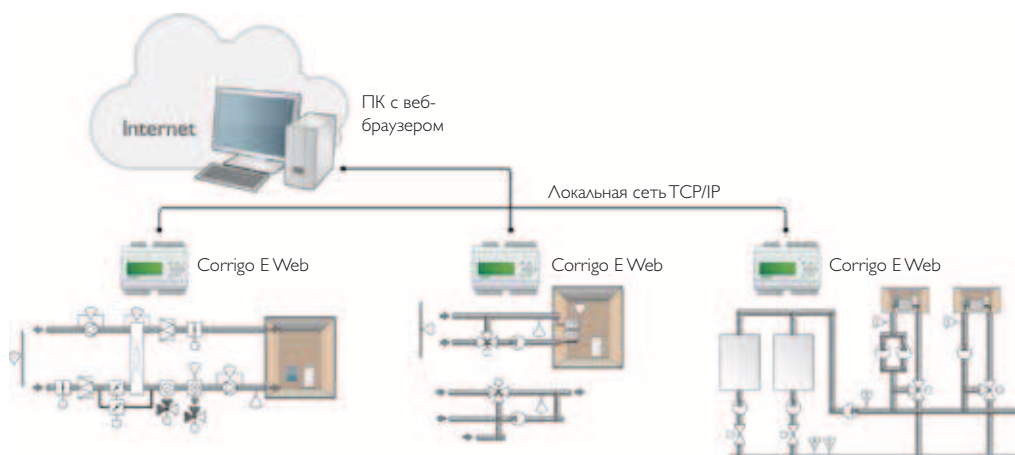 Internet
ПК с веб-
браузером
Локальная сеть TCP/IP
Corrigo E Web
Corrigo E Web
Corrigo E Web